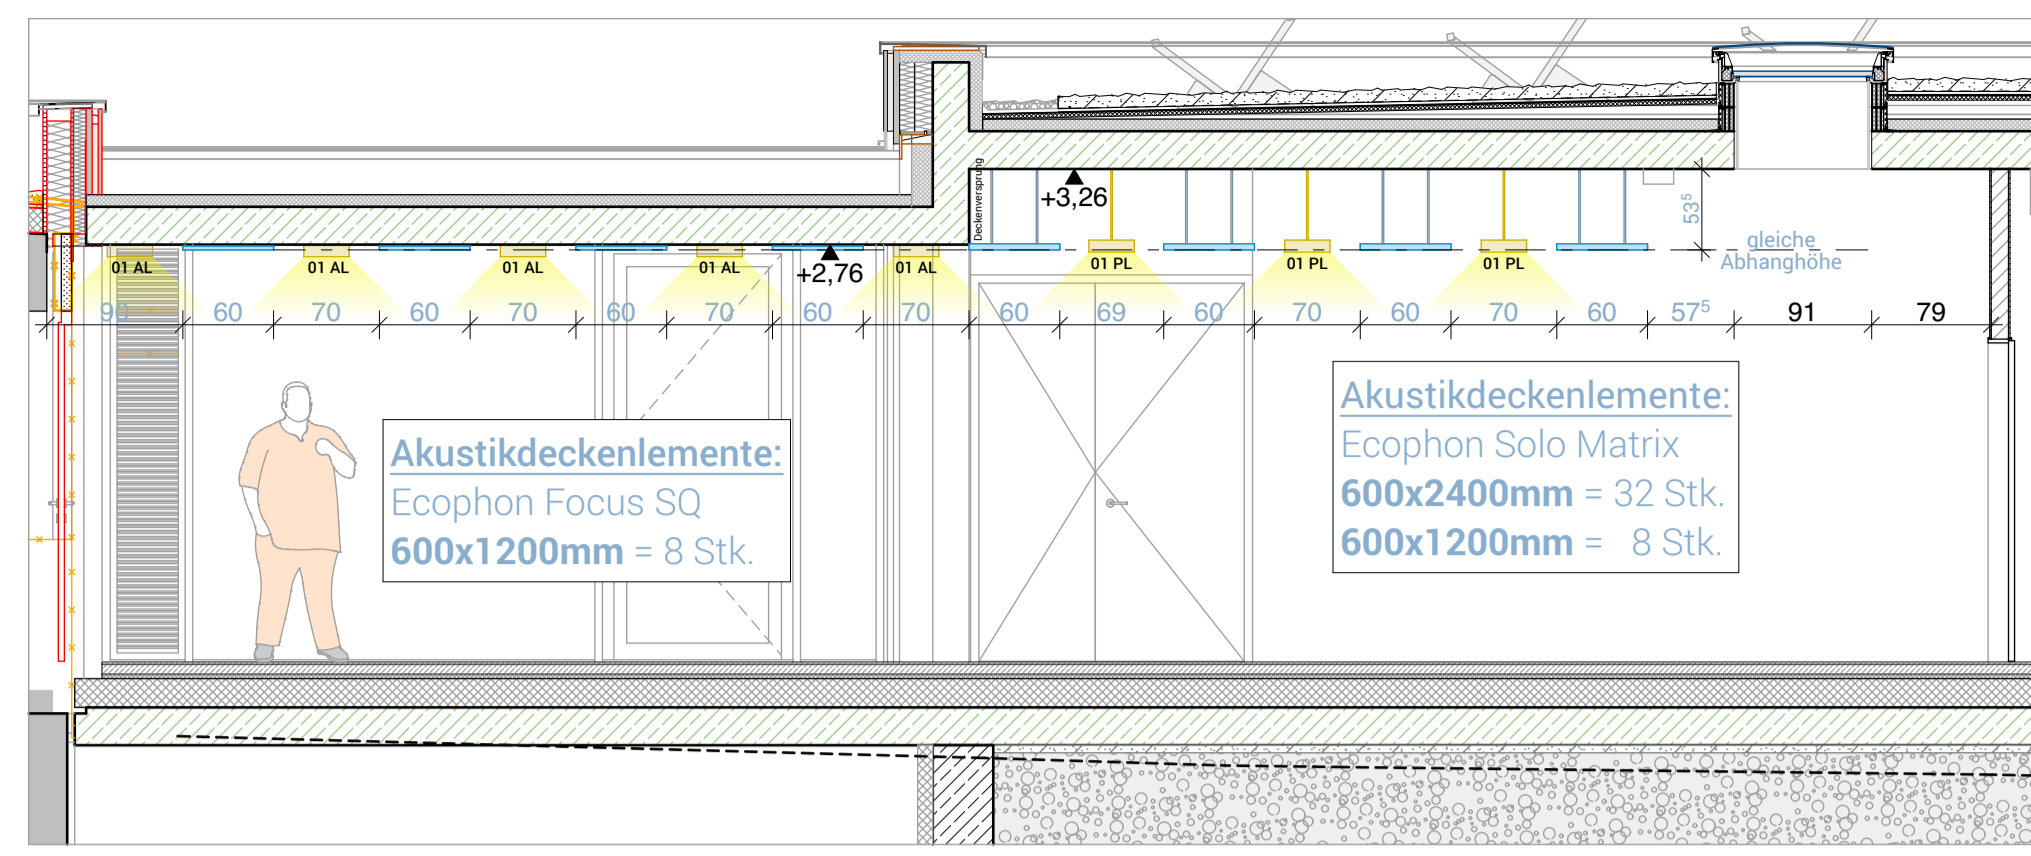 Deckenversprung
+3,26
53⁵
gleiche
Abhanghöhe
01 AL 01 AL 01 AL 01 AL 01 AL 01 PL 01 PL 01 PL
+2,76
90 60 70 60 70 60 70 60 70 60 69 60 70 60 70 60 57⁵ 91 79
Akustikdeckenlemente:
Ecophon Focus SQ
600x1200mm = 8 Stk.
Akustikdeckenlemente:
Ecophon Solo Matrix
600x2400mm = 32 Stk.
600x1200mm = 8 Stk.